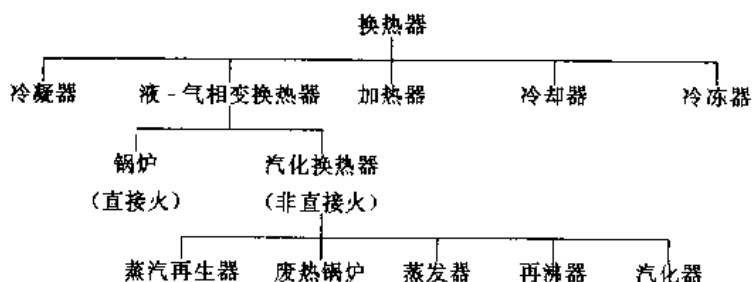 换热器
冷凝器 液-气相变换热器 加热器 冷却器 冷冻器
锅炉 汽化换热器
(直接火) (非直接火)
蒸汽再生器 废热锅炉 蒸发器 再沸器 汽化器